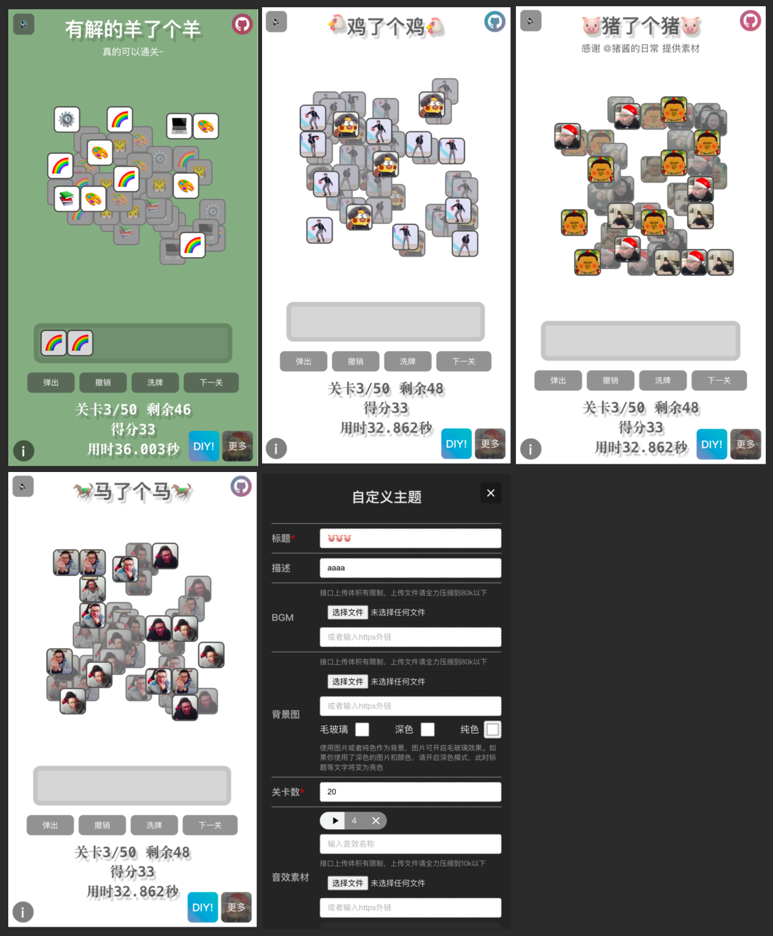 有解的羊了个羊
真的可以通关~
弹出
撤销
洗牌
下一关
关卡3/50 剩余46
得分33
用时36.003秒
DIY!
更多
🐔鸡了个鸡🐔
弹出
撤销
洗牌
下一关
关卡3/50 剩余48
得分33
用时32.862秒
DIY!
更多
🐷猪了个猪🐷
感谢 @猪酱的日常 提供素材
弹出
撤销
洗牌
下一关
关卡3/50 剩余48
得分33
用时32.862秒
DIY!
更多
🐎马了个马🐎
弹出
撤销
洗牌
下一关
关卡3/50 剩余48
得分33
用时32.862秒
DIY!
更多
自定义主题
标题*
🐷🐷🐷
描述
aaaa
接口上传体积有限制，上传文件请全力压缩到80k以下
BGM
选择文件 未选择任何文件
或者输入https外链
接口上传体积有限制，上传文件请全力压缩到80k以下
选择文件 未选择任何文件
或者输入https外链
背景图
毛玻璃 深色 纯色
使用图片或者纯色作为背景，图片可开启毛玻璃效果。如
果你使用了深色的图片和颜色，请开启深色模式，此时标
题等文字将变为亮色
关卡数*
20
4
输入音效名称
接口上传体积有限制，上传文件请全力压缩到10k以下
音效素材
选择文件 未选择任何文件
或者输入https外链